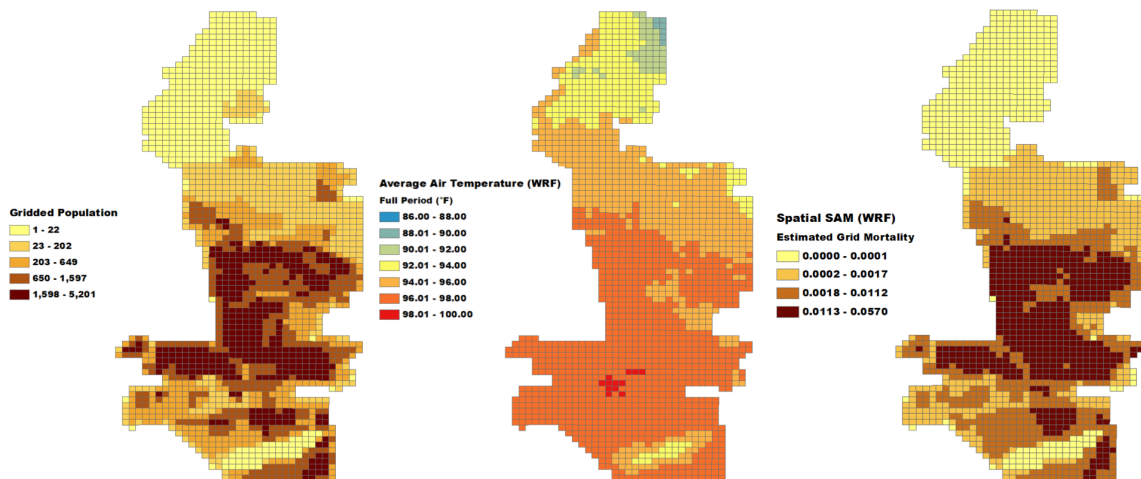 Gridded Population
1 - 22
23 - 202
203 - 649
650 - 1,597
1,598 - 5,201
Average Air Temperature (WRF)
Full Period (°F)
86.00 - 88.00
88.01 - 90.00
90.01 - 92.00
92.01 - 94.00
94.01 - 96.00
96.01 - 98.00
98.01 - 100.00
Spatial SAM (WRF)
Estimated Grid Mortality
0.0000 - 0.0001
0.0002 - 0.0017
0.0018 - 0.0112
0.0113 - 0.0570